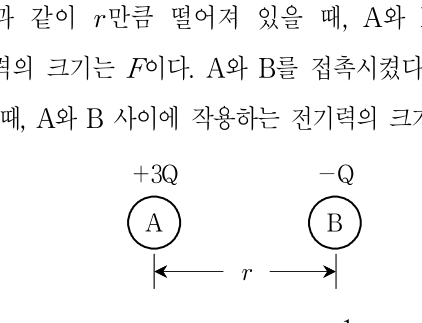 과 같이 r만큼 떨어져 있을 때, A와
력의 크기는 F이다. A와 B를 접촉시켰다
때, A와 B 사이에 작용하는 전기력의 크기
+3Q -Q
A B
r